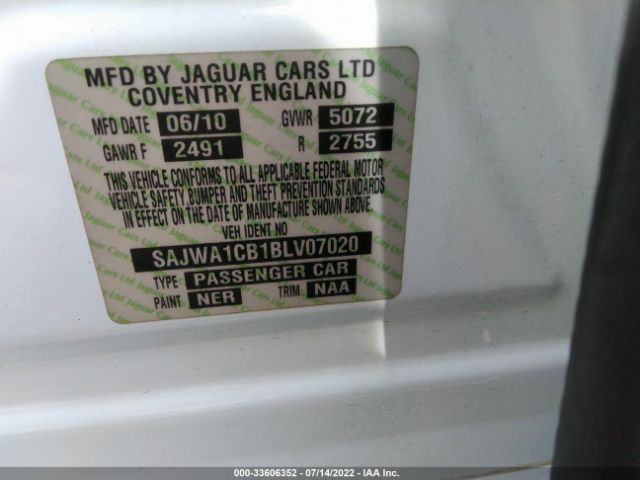 MFD BY JAGUAR CARS LTD
COVENTRY ENGLAND
MFD DATE 06/10 GVWR 5072
GAWR F 2491 R 2755
THIS VEHICLE CONFORMS TO ALL APPLICABLE FEDERAL MOTOR
VEHICLE SAFETY, BUMPER AND THEFT PREVENTION STANDARDS
IN EFFECT ON THE DATE OF MANUFACTURE SHOWN ABOVE.
VEH IDENT NO
SAJWA1CB1BLV07020
TYPE PASSENGER CAR
PAINT NER TRIM NAA
000-33606352 - 07/14/2022 - IAA Inc.